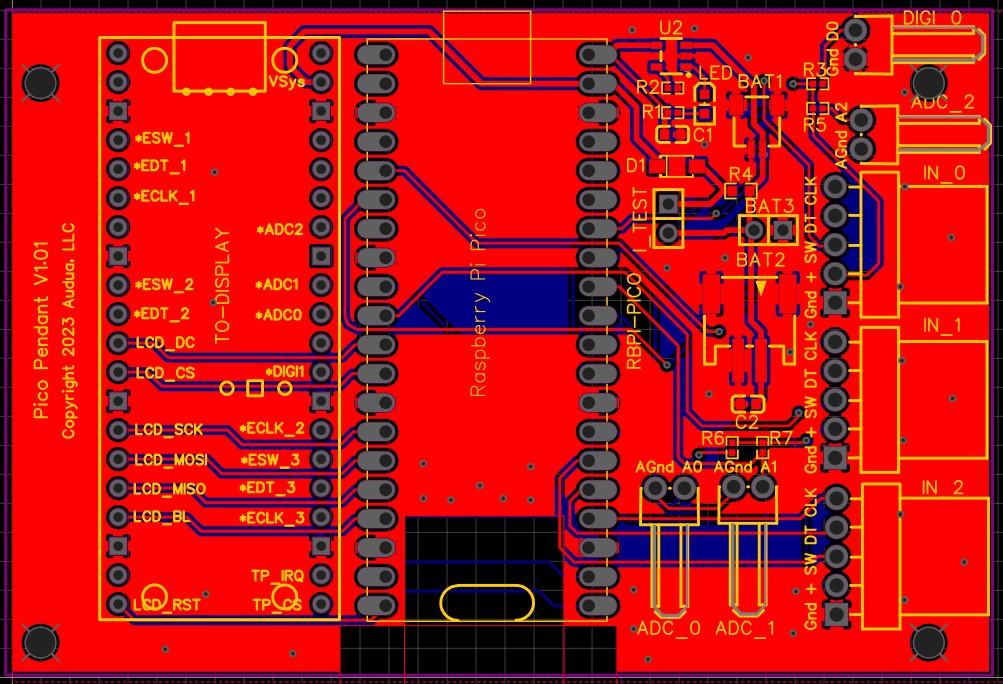 DIGI_0
U2
D0
Gnd
VSys
LED
R3
R2
BAT1
ADC_2
R1
R5
A2
C1
AGnd
*ESW_1
*EDT_1
D1
R4
IN_0
*ECLK_1
TEST
BAT3
Gnd + SW DT CLK
*ADC2
BAT2
TO-DISPLAY
Raspberry Pi Pico
RBPI-PICO
*ESW_2
*ADC1
*EDT_2
*ADC0
Pico Pendant V1.01
Copyright 2023 Audua, LLC
IN_1
LCD_DC
LCD_CS
*DIGI1
Gnd + SW DT CLK
C2
LCD_SCK
*ECLK_2
R6
R7
LCD_MOSI
*ESW_3
AGnd A0
AGnd A1
LCD_MISO
*EDT_3
IN_2
LCD_BL
*ECLK_3
Gnd + SW DT CLK
TP_IRQ
LCD_RST
TP_CS
ADC_0
ADC_1